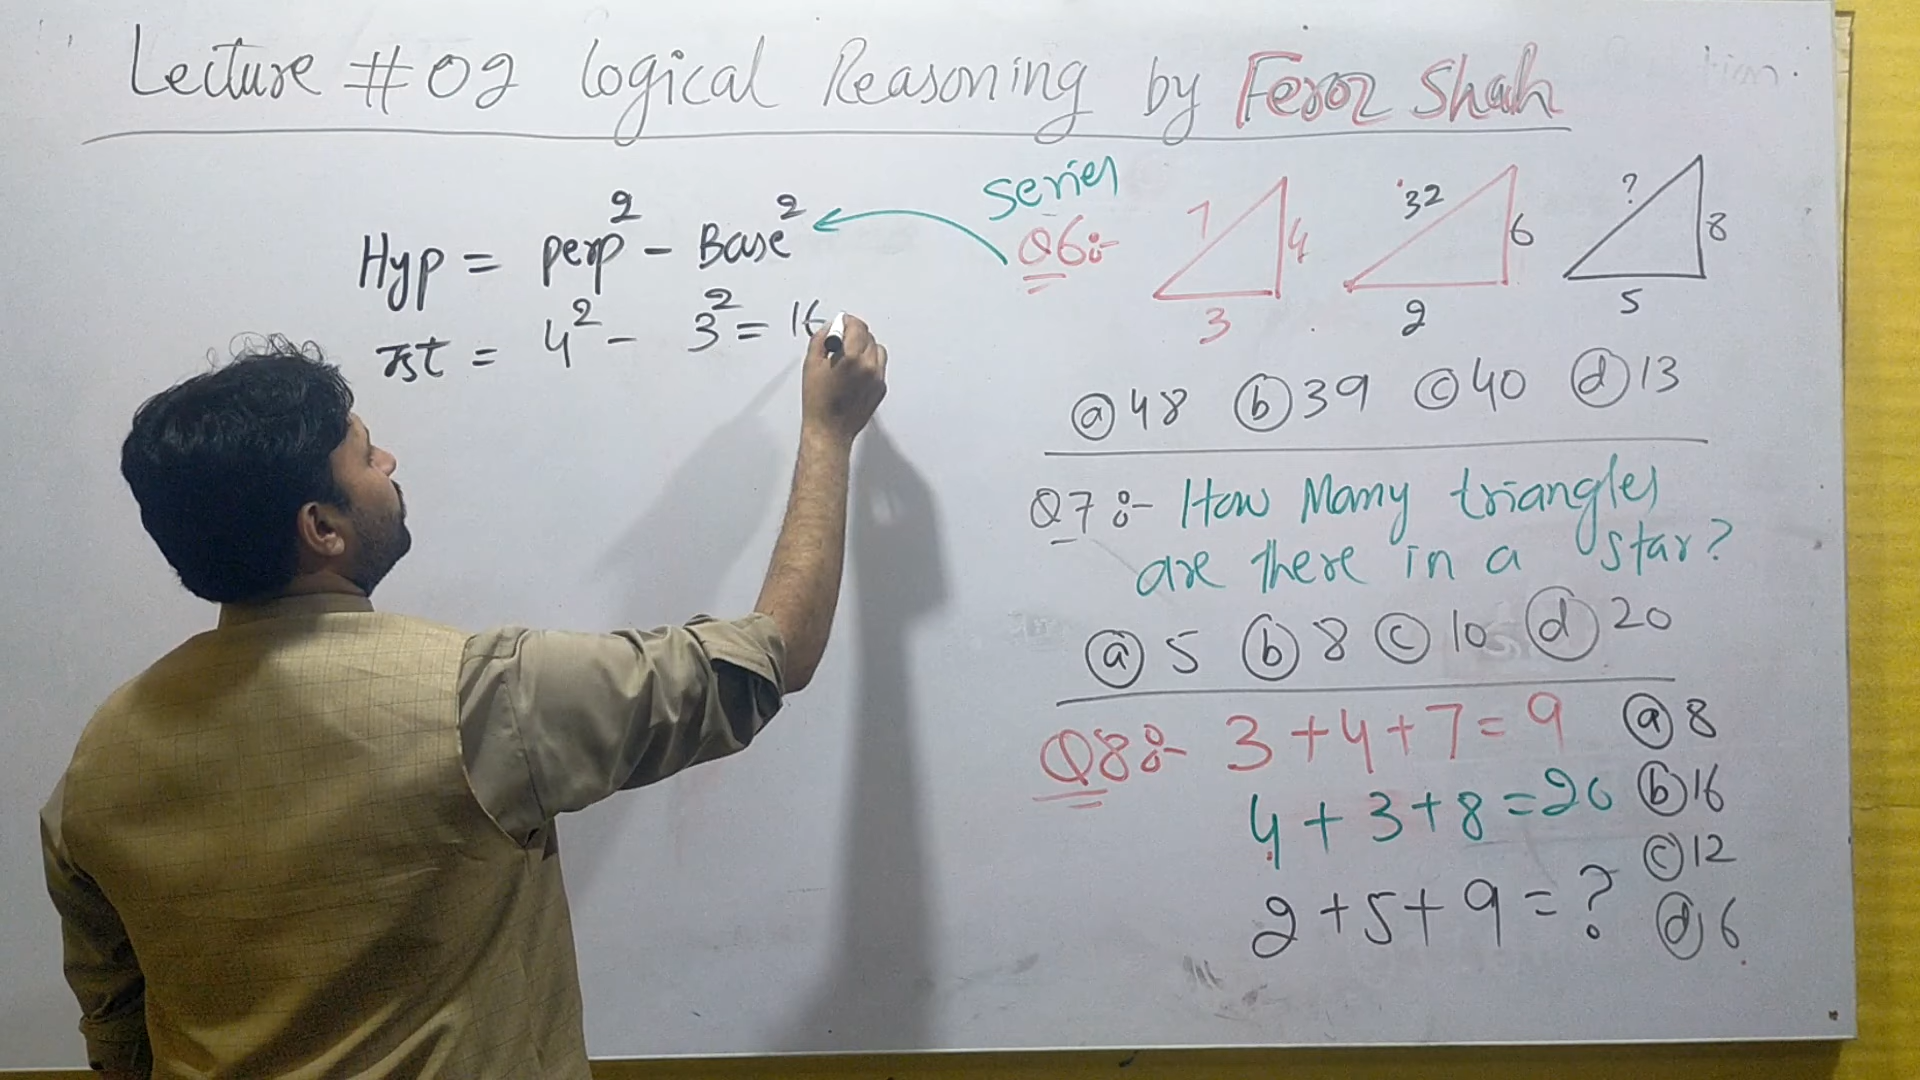 Lecture #02 Logical Reasoning by Feroz Shah
Hyp = perp² - Base²
Ist = 4² - 3² = 16
series
Q6:-
7 4 3
32 6 2
? 8 5
(a) 48 (b) 39 (c) 40 (d) 13
Q7:- How Many triangles
are there in a star?
(a) 5 (b) 8 (c) 10 (d) 20
Q8:- 3+4+7=9
4+3+8=20
2+5+9=?
(a) 8
(b) 16
(c) 12
(d) 6